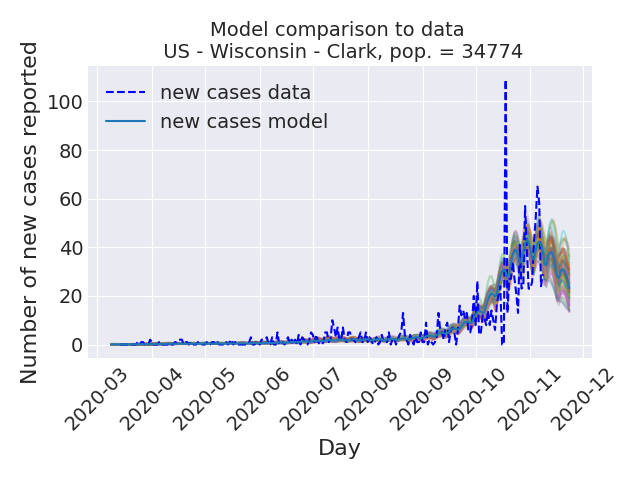 Model comparison to data
US - Wisconsin - Clark, pop. = 34774
Number of new cases reported
100
80
60
40
20
0
new cases data
new cases model
2020-03
2020-04
2020-05
2020-06
2020-07
2020-08
2020-09
2020-10
2020-11
2020-12
Day